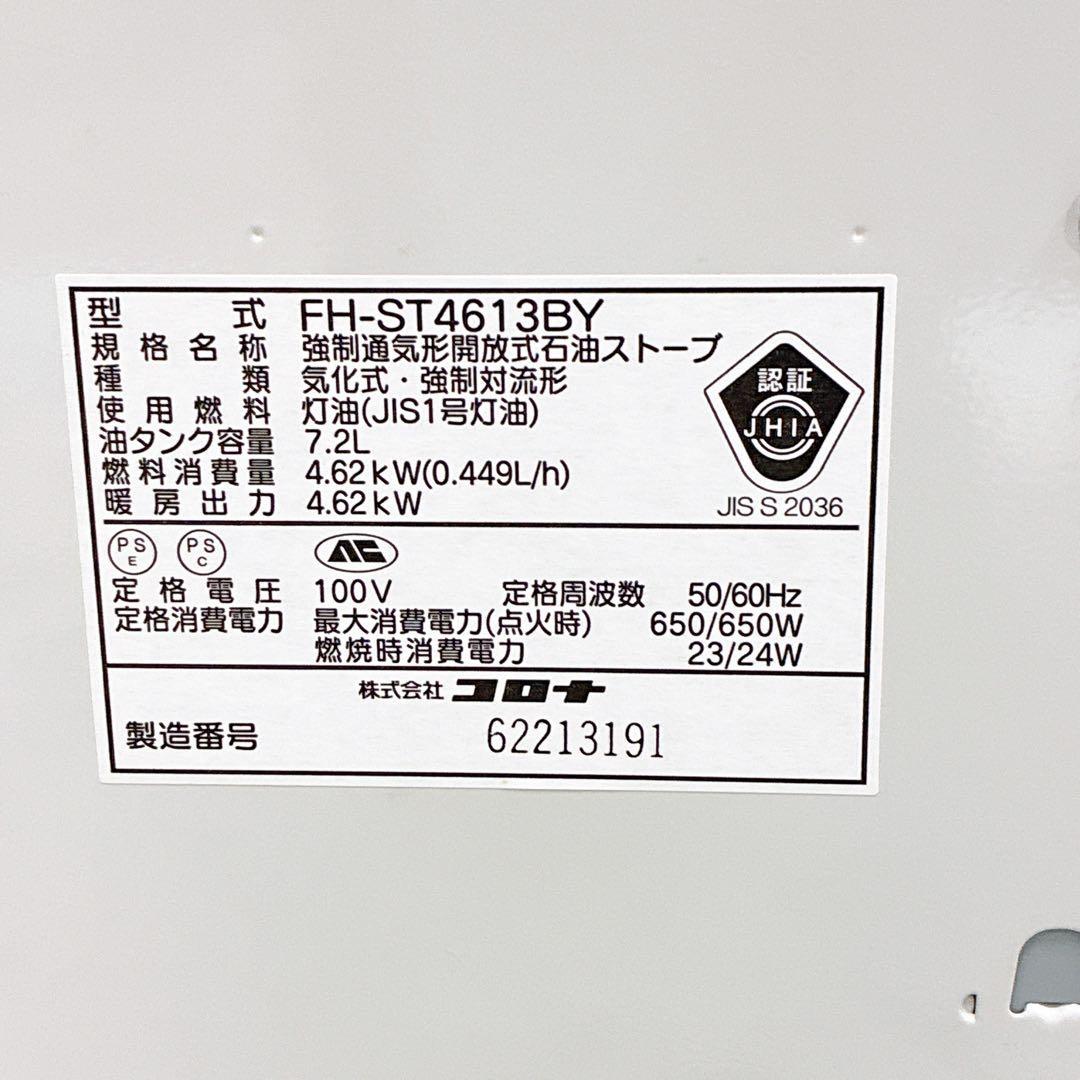 型式 FH-ST4613BY
規格名称 強制通気形開放式石油ストーブ
種類 気化式・強制対流形
使用燃料 灯油(JIS1号灯油)
油タンク容量 7.2L
燃料消費量 4.62kW(0.449L/h)
暖房出力 4.62kW
認証
JHIA
JIS S 2036
PS E PS C
定格電圧 100V 定格周波数 50/60Hz
定格消費電力 最大消費電力(点火時) 650/650W
燃焼時消費電力 23/24W
株式会社 コロナ
製造番号 62213191